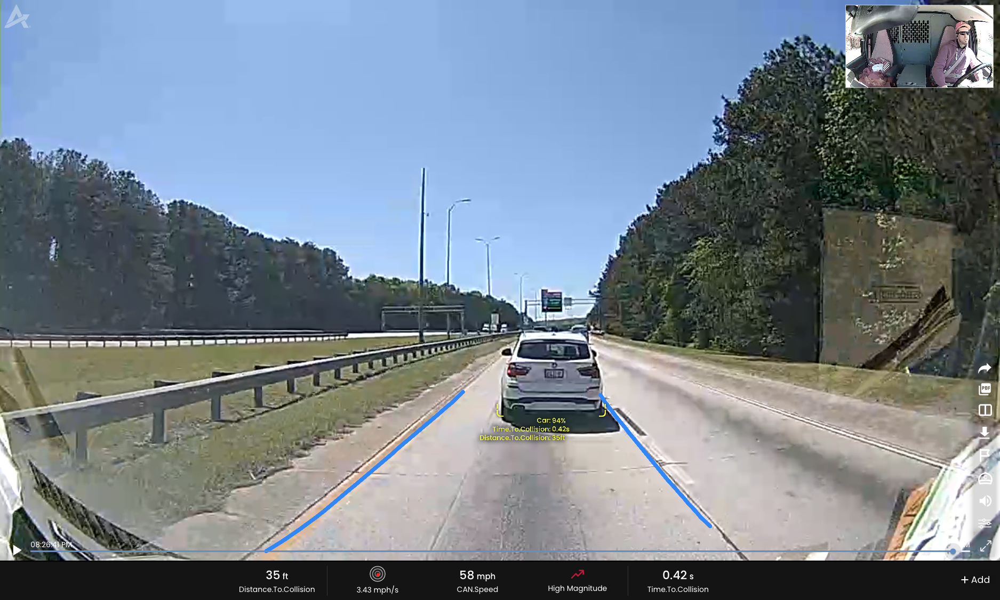 Car: 94%
Time.To.Collision: 0.42s
Distance.To.Collision: 35ft
PDF
08:26:41 PM
M
35 ft
Distance.To.Collision
3.43 mph/s
58 mph
CAN.Speed
High Magnitude
0.42 s
Time.To.Collision
+ Add